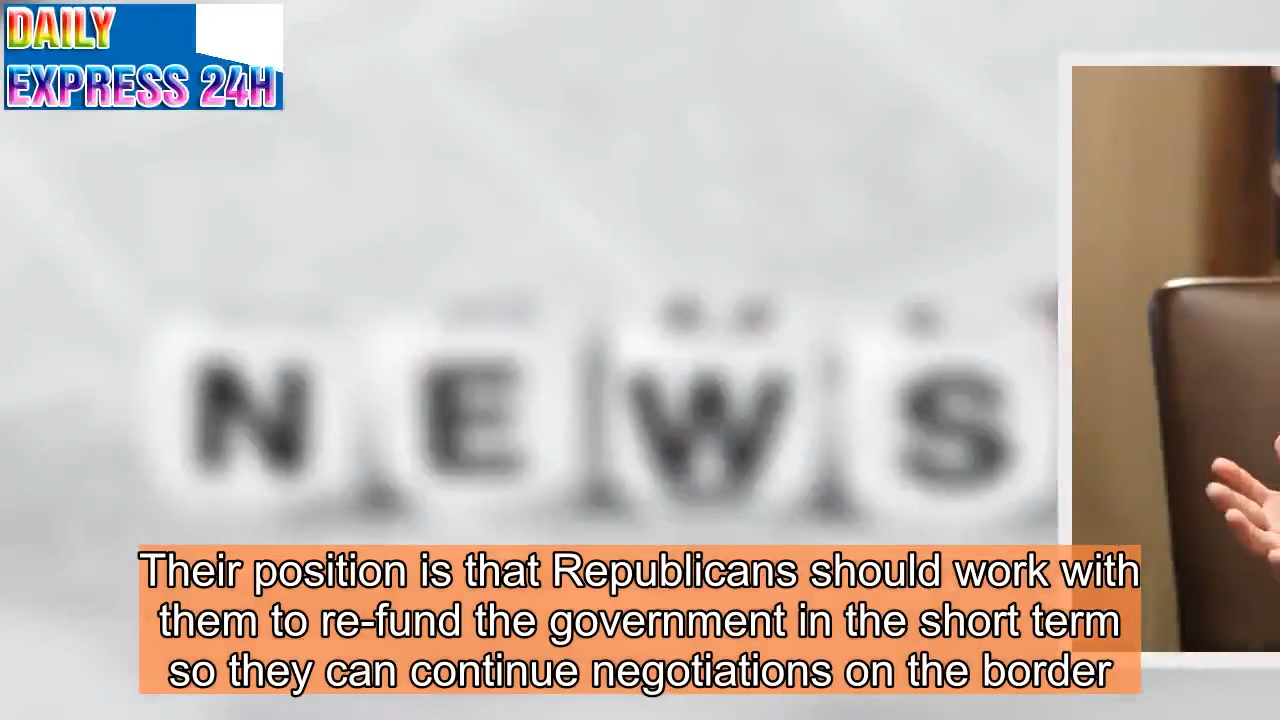 DAILY
EXPRESS 24H
NEWS
Their position is that Republicans should work with
them to re-fund the government in the short term
so they can continue negotiations on the border